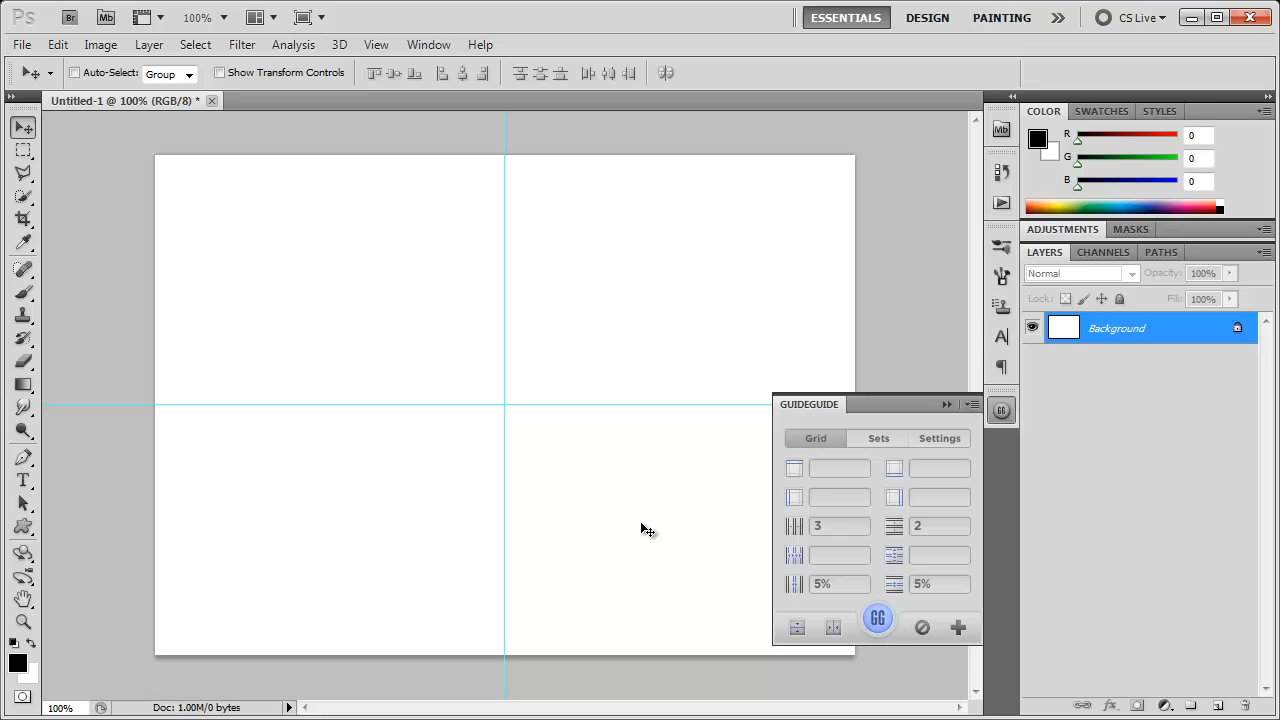 Ps Br Mb 100% ESSENTIALS DESIGN PAINTING CS Live
File Edit Image Layer Select Filter Analysis 3D View Window Help
Auto-Select: Group Show Transform Controls
Untitled-1 @ 100% (RGB/8) *
COLOR SWATCHES STYLES
Mb
R 0
G 0
B 0
ADJUSTMENTS MASKS
LAYERS CHANNELS PATHS
Normal Opacity: 100%
Lock: Fill: 100%
Background
GUIDEGUIDE
GG
Grid Sets Settings
3 2
5% 5%
GG
100% Doc: 1.00M/0 bytes